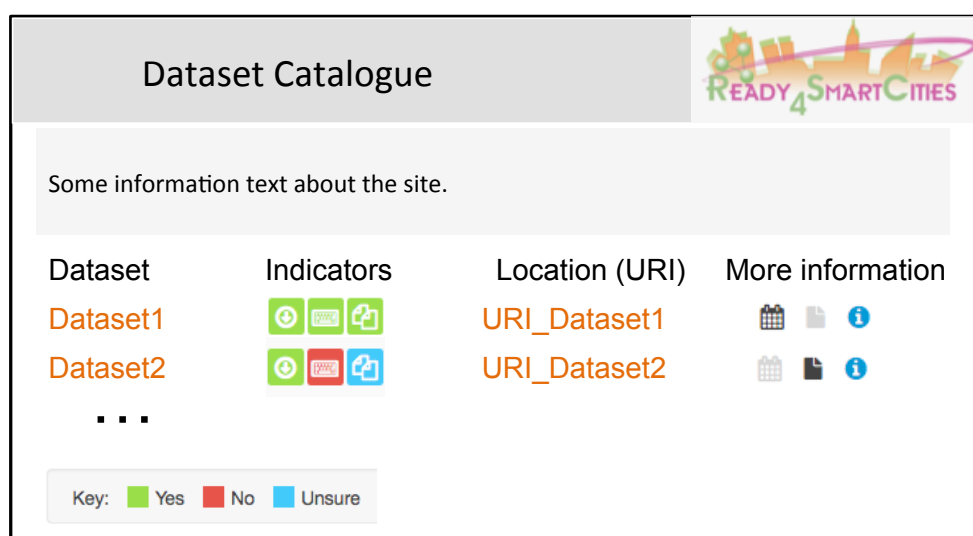 Dataset Catalogue
READY4SMARTCITIES
Some information text about the site.
Dataset Indicators Location (URI) More information
Dataset1 URI_Dataset1
Dataset2 URI_Dataset2
...
Key: Yes No Unsure